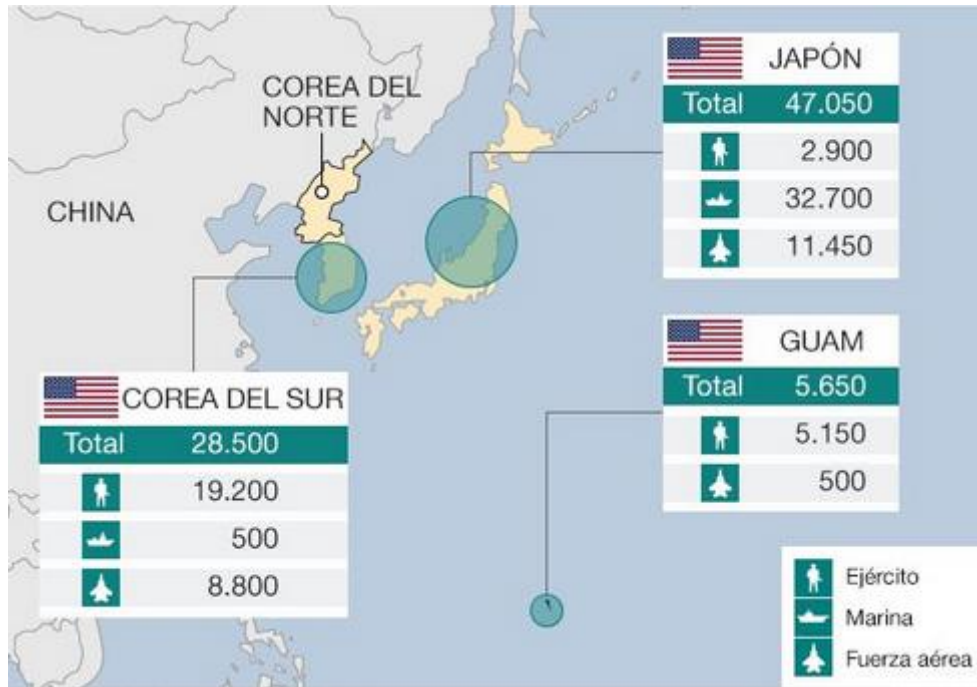 COREA DEL
NORTE
CHINA
JAPÓN
Total 47.050
2.900
32.700
11.450
GUAM
Total 5.650
5.150
500
COREA DEL SUR
Total 28.500
19.200
500
8.800
Ejército
Marina
Fuerza aérea